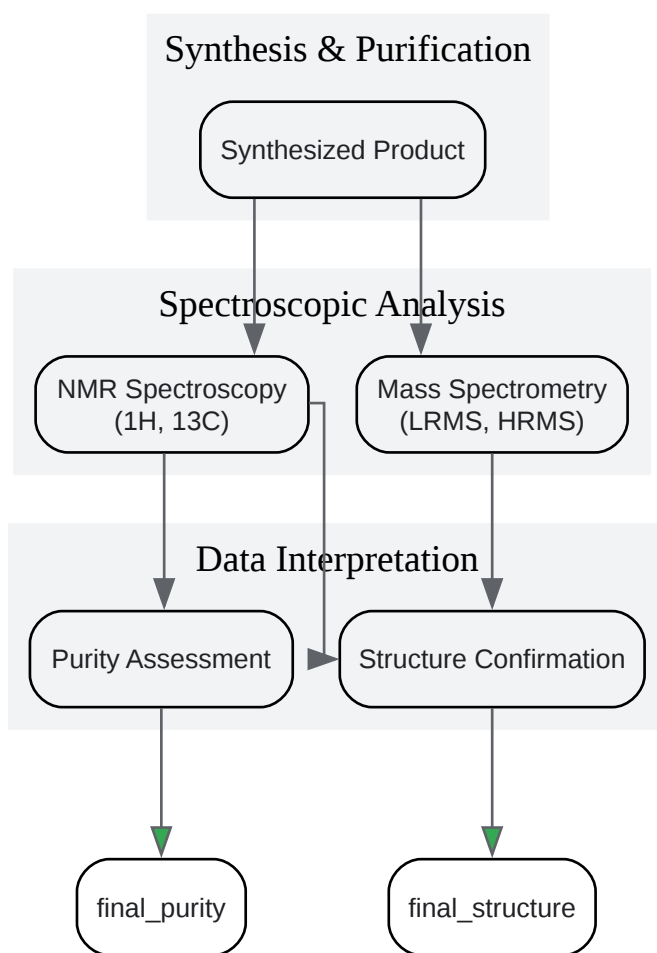 Synthesis & Purification
Synthesized Product
Spectroscopic Analysis
NMR Spectroscopy
(1H, 13C)
Mass Spectrometry
(LRMS, HRMS)
Data Interpretation
Purity Assessment
Structure Confirmation
final_purity
final_structure